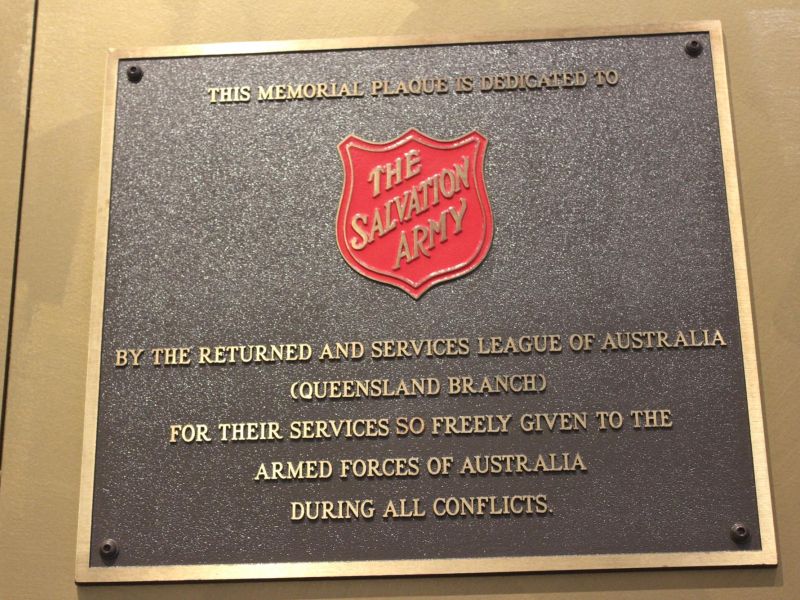 THIS MEMORIAL PLAQUE IS DEDICATED TO
THE
SALVATION
ARMY
BY THE RETURNED AND SERVICES LEAGUE OF AUSTRALIA
(QUEENSLAND BRANCH)
FOR THEIR SERVICES SO FREELY GIVEN TO THE
ARMED FORCES OF AUSTRALIA
DURING ALL CONFLICTS.